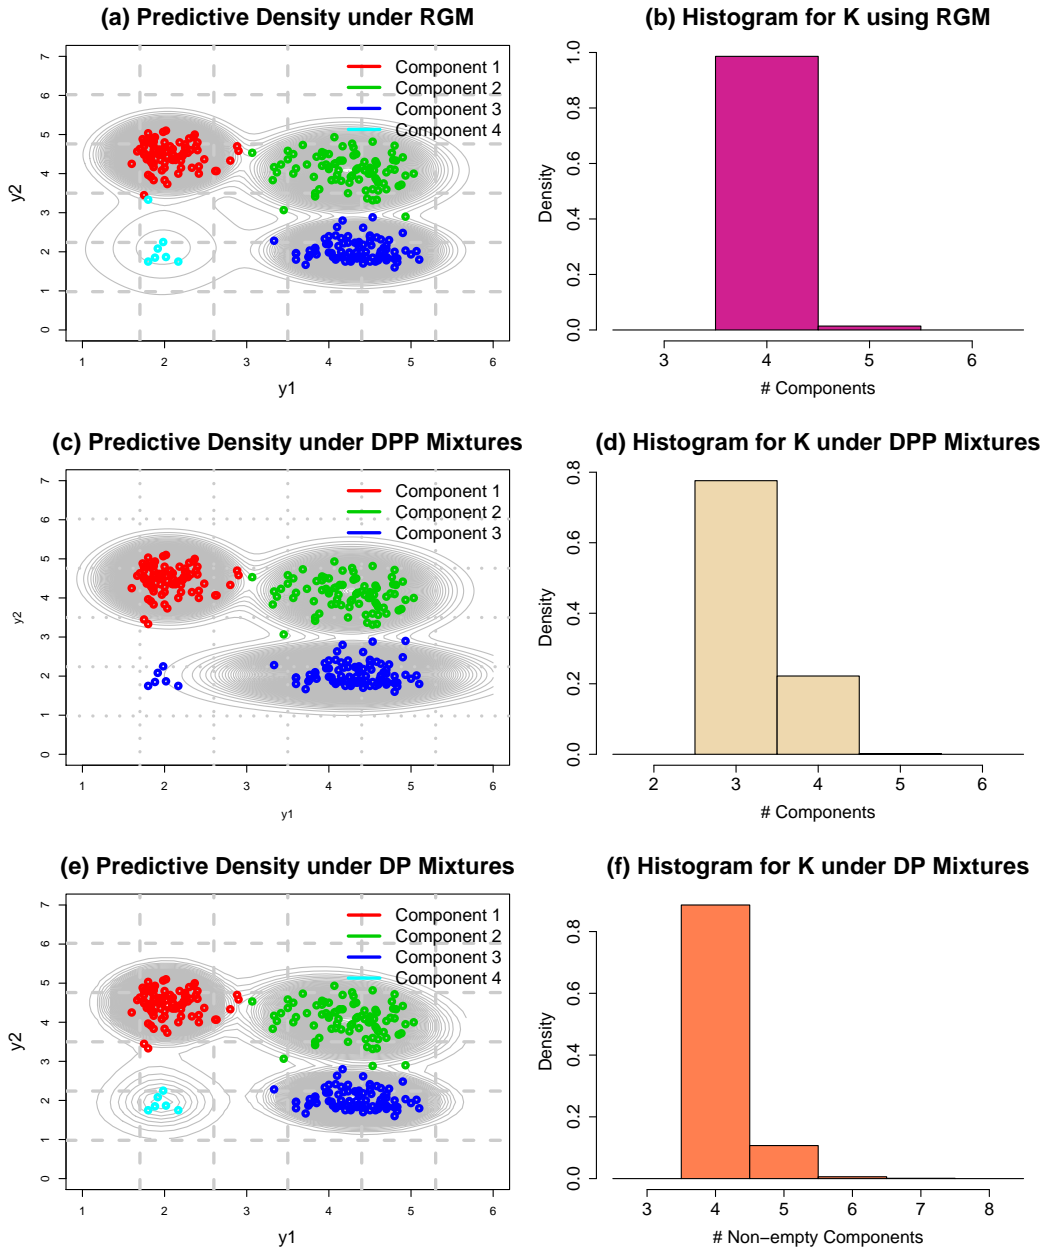 (a) Predictive Density under RGM
Component 1
Component 2
Component 3
Component 4
y2
0 1 2 3 4 5 6 7
1 2 3 4 5 6
y1
(b) Histogram for K using RGM
Density
0.0 0.2 0.4 0.6 0.8 1.0
3 4 5 6
# Components
(c) Predictive Density under DPP Mixtures
Component 1
Component 2
Component 3
y2
0 1 2 3 4 5 6 7
1 2 3 4 5 6
y1
(d) Histogram for K under DPP Mixtures
Density
0.0 0.2 0.4 0.6 0.8
2 3 4 5 6
# Components
(e) Predictive Density under DP Mixtures
Component 1
Component 2
Component 3
Component 4
y2
0 1 2 3 4 5 6 7
1 2 3 4 5 6
y1
(f) Histogram for K under DP Mixtures
Density
0.0 0.2 0.4 0.6 0.8
3 4 5 6 7 8
# Non−empty Components